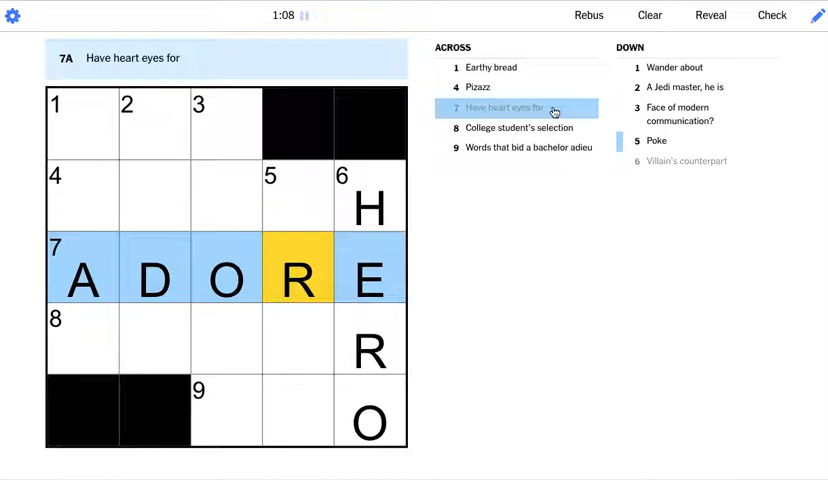 1:08 Rebus Clear Reveal Check
7A Have heart eyes for
1 2 3
4 5 6
H
7
A D O R E
8
R
9
O
ACROSS
1 Earthy bread
4 Pizazz
7 Have heart eyes for
8 College student's selection
9 Words that bid a bachelor adieu
DOWN
1 Wander about
2 A Jedi master, he is
3 Face of modern
communication?
5 Poke
6 Villain's counterpart